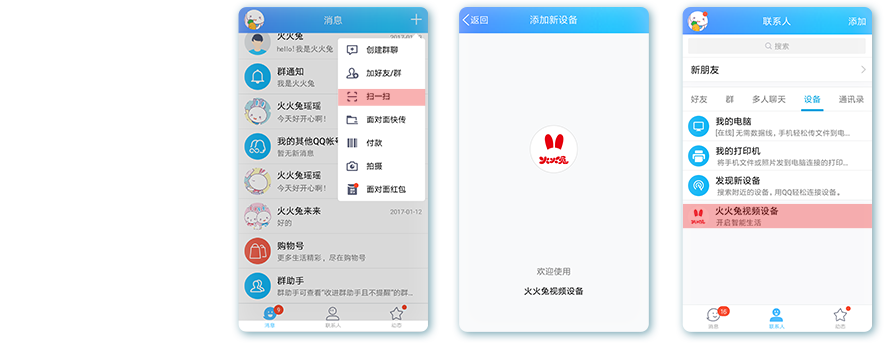 消息
火火兔
2017-01-
hello! 我是火火兔
群通知
我是火火兔
火火兔瑶瑶
今天好开心啊!
我的其他QQ帐号
暂无新消息
火火兔瑶瑶
今天好开心啊!
火火兔来来
2017-01-12
好的
购物号
更多生活精彩，尽在购物号
群助手
群助手可查看“收进群助手且不提醒”的群...
创建群聊
加好友/群
扫一扫
面对面快传
付款
拍摄
面对面红包
9
消息
联系人
动态
返回
添加新设备
火火兔
欢迎使用
火火兔视频设备
联系人
添加
搜索
新朋友
好友
群
多人聊天
设备
通讯录
我的电脑
[在线] 无需数据线，手机轻松传文件到电...
我的打印机
将手机文件或照片发到电脑连接的打印机...
发现新设备
搜索附近的设备，用QQ轻松连接设备。
火火兔视频设备
开启智能生活
56
消息
联系人
动态